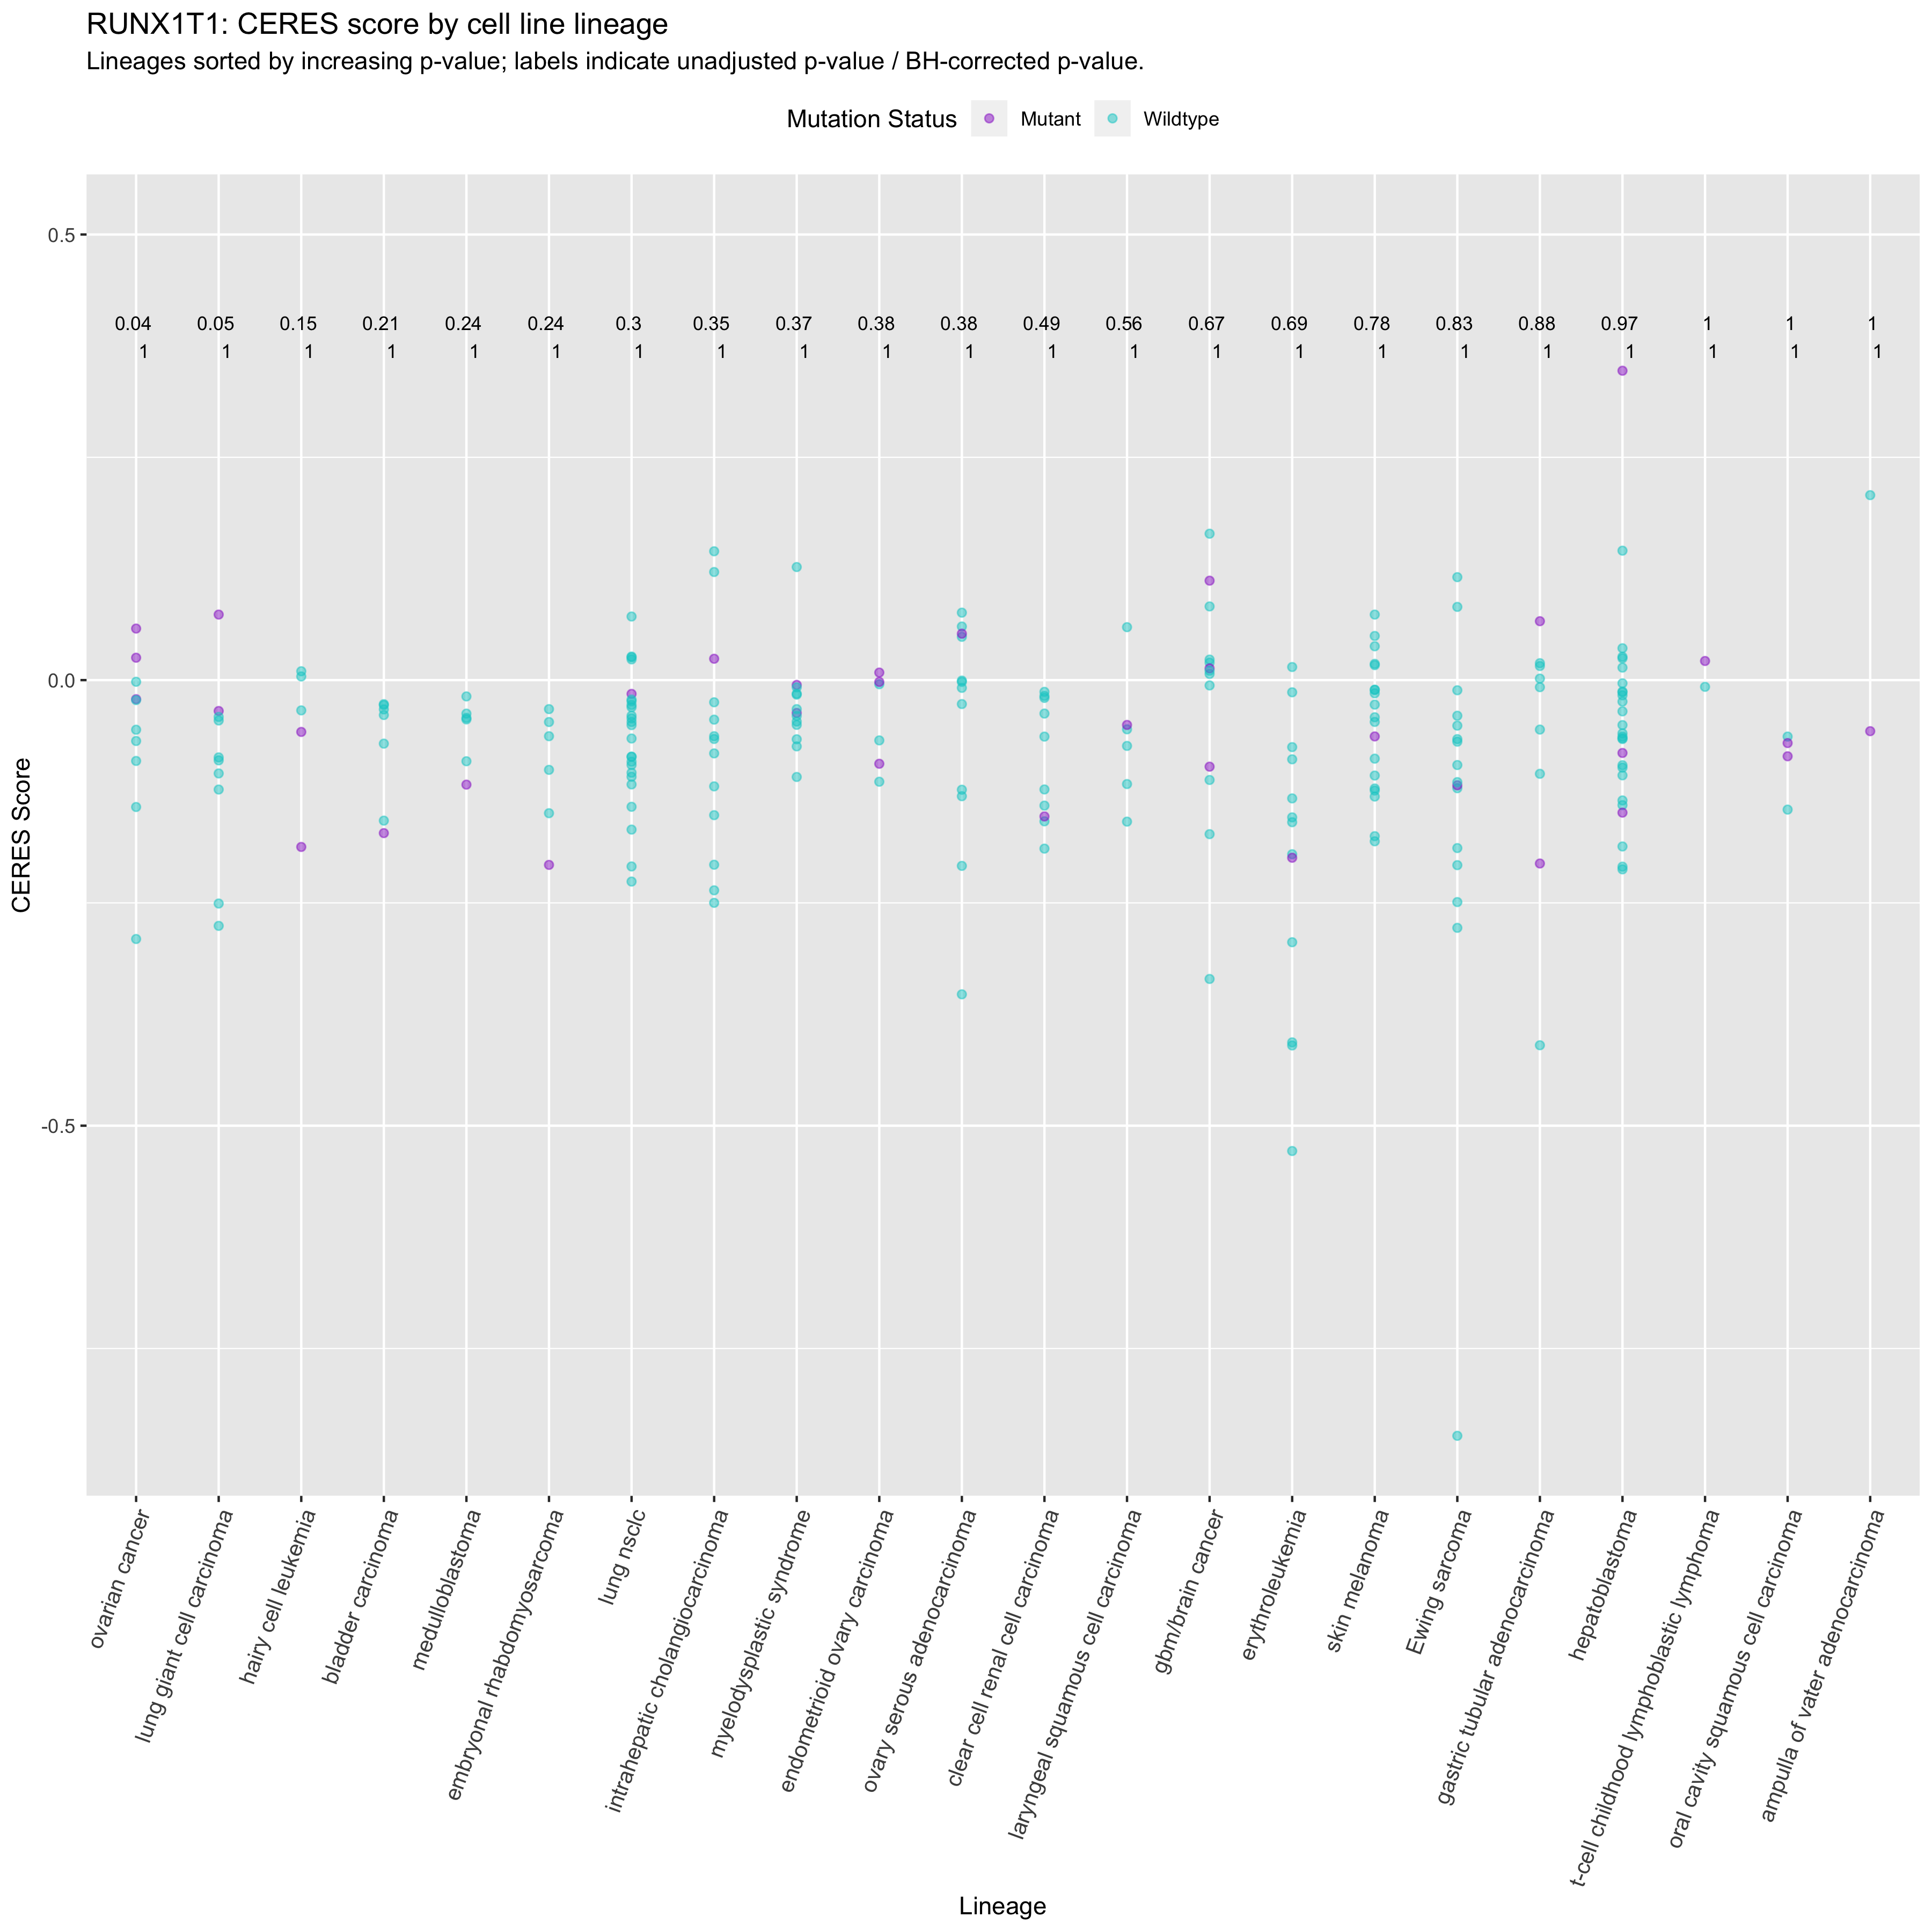 RUNX1T1: CERES score by cell line lineage
Lineages sorted by increasing p-value; labels indicate unadjusted p-value / BH-corrected p-value.
Mutation Status Mutant Wildtype
0.5
0.04 0.05 0.15 0.21 0.24 0.24 0.3 0.35 0.37 0.38 0.38 0.49 0.56 0.67 0.69 0.78 0.83 0.88 0.97 1 1 1
1 1 1 1 1 1 1 1 1 1 1 1 1 1 1 1 1 1 1 1 1 1
0.0
-0.5
CERES Score
ovarian cancer
lung giant cell carcinoma
hairy cell leukemia
bladder carcinoma
medulloblastoma
embryonal rhabdomyosarcoma
lung nsclc
intrahepatic cholangiocarcinoma
myelodysplastic syndrome
endometrioid ovary carcinoma
ovary serous adenocarcinoma
clear cell renal cell carcinoma
laryngeal squamous cell carcinoma
gbm/brain cancer
erythroleukemia
skin melanoma
Ewing sarcoma
gastric tubular adenocarcinoma
hepatoblastoma
t-cell childhood lymphoblastic lymphoma
oral cavity squamous cell carcinoma
ampulla of vater adenocarcinoma
Lineage